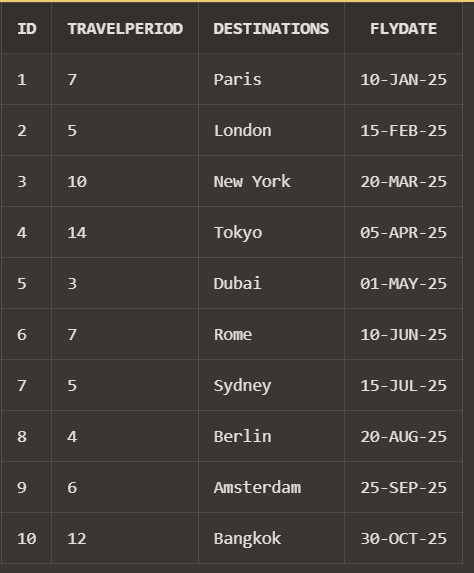 ID TRAVELPERIOD DESTINATIONS FLYDATE
1 7 Paris 10-JAN-25
2 5 London 15-FEB-25
3 10 New York 20-MAR-25
4 14 Tokyo 05-APR-25
5 3 Dubai 01-MAY-25
6 7 Rome 10-JUN-25
7 5 Sydney 15-JUL-25
8 4 Berlin 20-AUG-25
9 6 Amsterdam 25-SEP-25
10 12 Bangkok 30-OCT-25